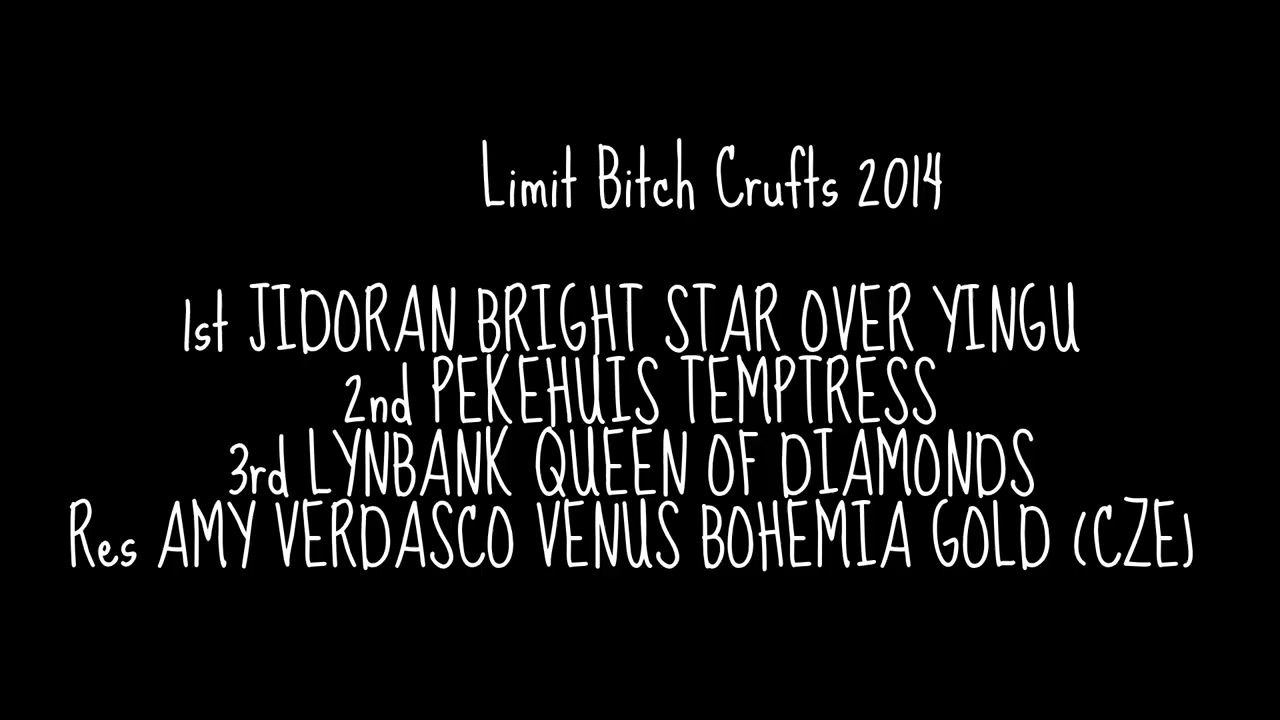 Limit Bitch Crufts 2014
1st JIDORAN BRIGHT STAR OVER YINGU
2nd PEKEHUIS TEMPTRESS
3rd LYNBANK QUEEN OF DIAMONDS
Res AMY VERDASCO VENUS BOHEMIA GOLD (CZE)